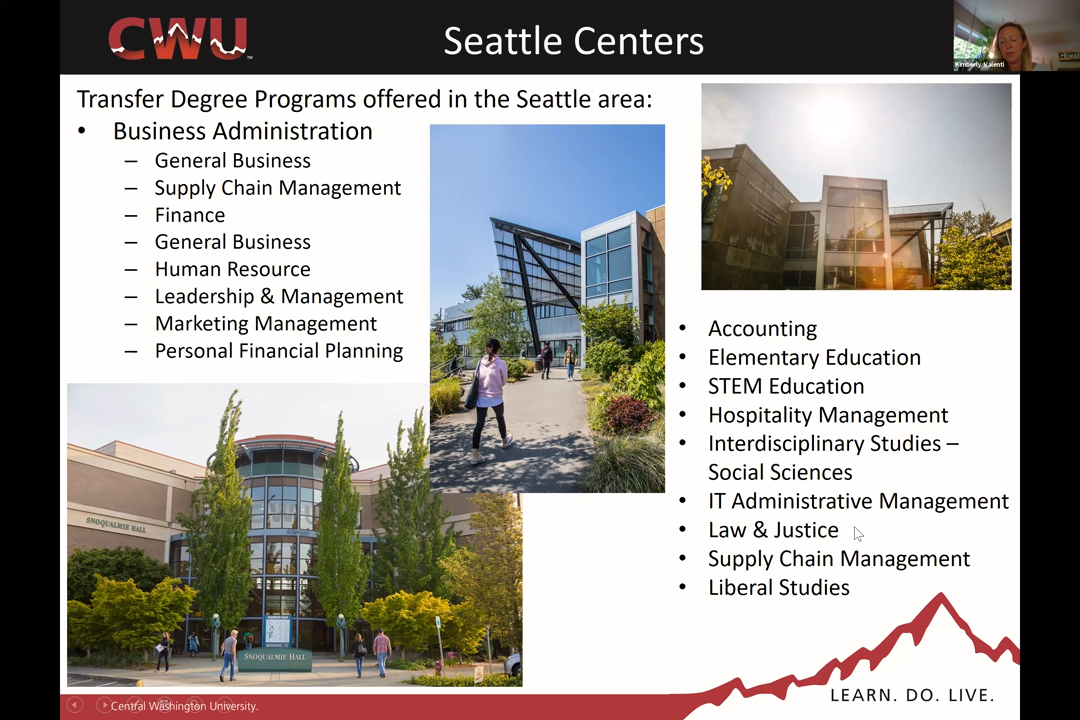 CWU
Seattle Centers
Kimberly Valenti
Transfer Degree Programs offered in the Seattle area:
• Business Administration
– General Business
– Supply Chain Management
– Finance
– General Business
– Human Resource
– Leadership & Management
– Marketing Management
– Personal Financial Planning
• Accounting
• Elementary Education
• STEM Education
• Hospitality Management
• Interdisciplinary Studies –
Social Sciences
• IT Administrative Management
• Law & Justice
• Supply Chain Management
• Liberal Studies
SNOQUALMIE HALL
SNOQUALMIE HALL
LEARN. DO. LIVE.
Central Washington University.